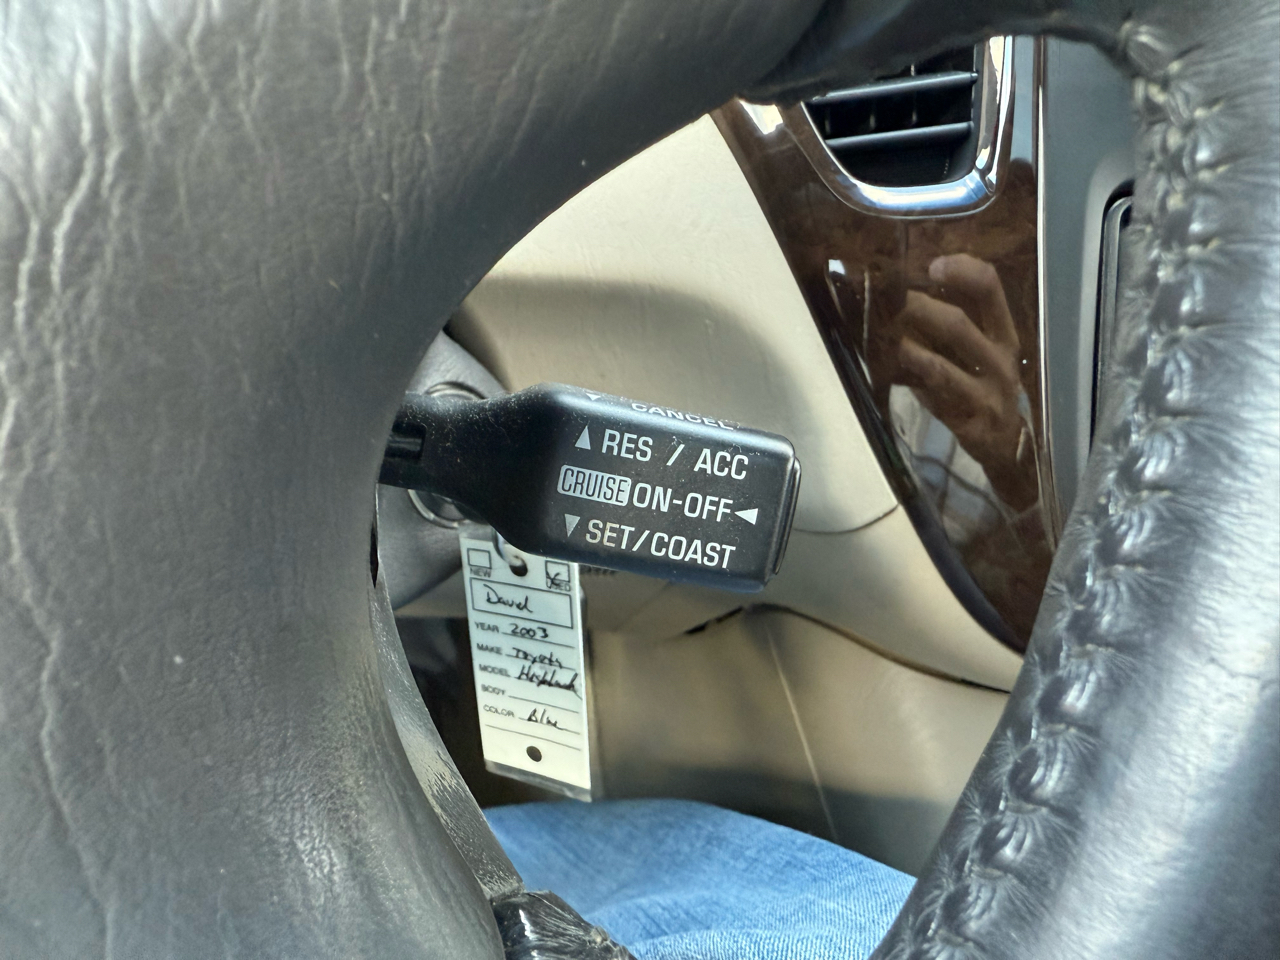 CANCEL
▲ RES / ACC
CRUISE ON-OFF ◀
▼ SET/COAST
NEW
USED
David
YEAR 2003
MAKE Toyota
MODEL
BODY
COLOR Blue